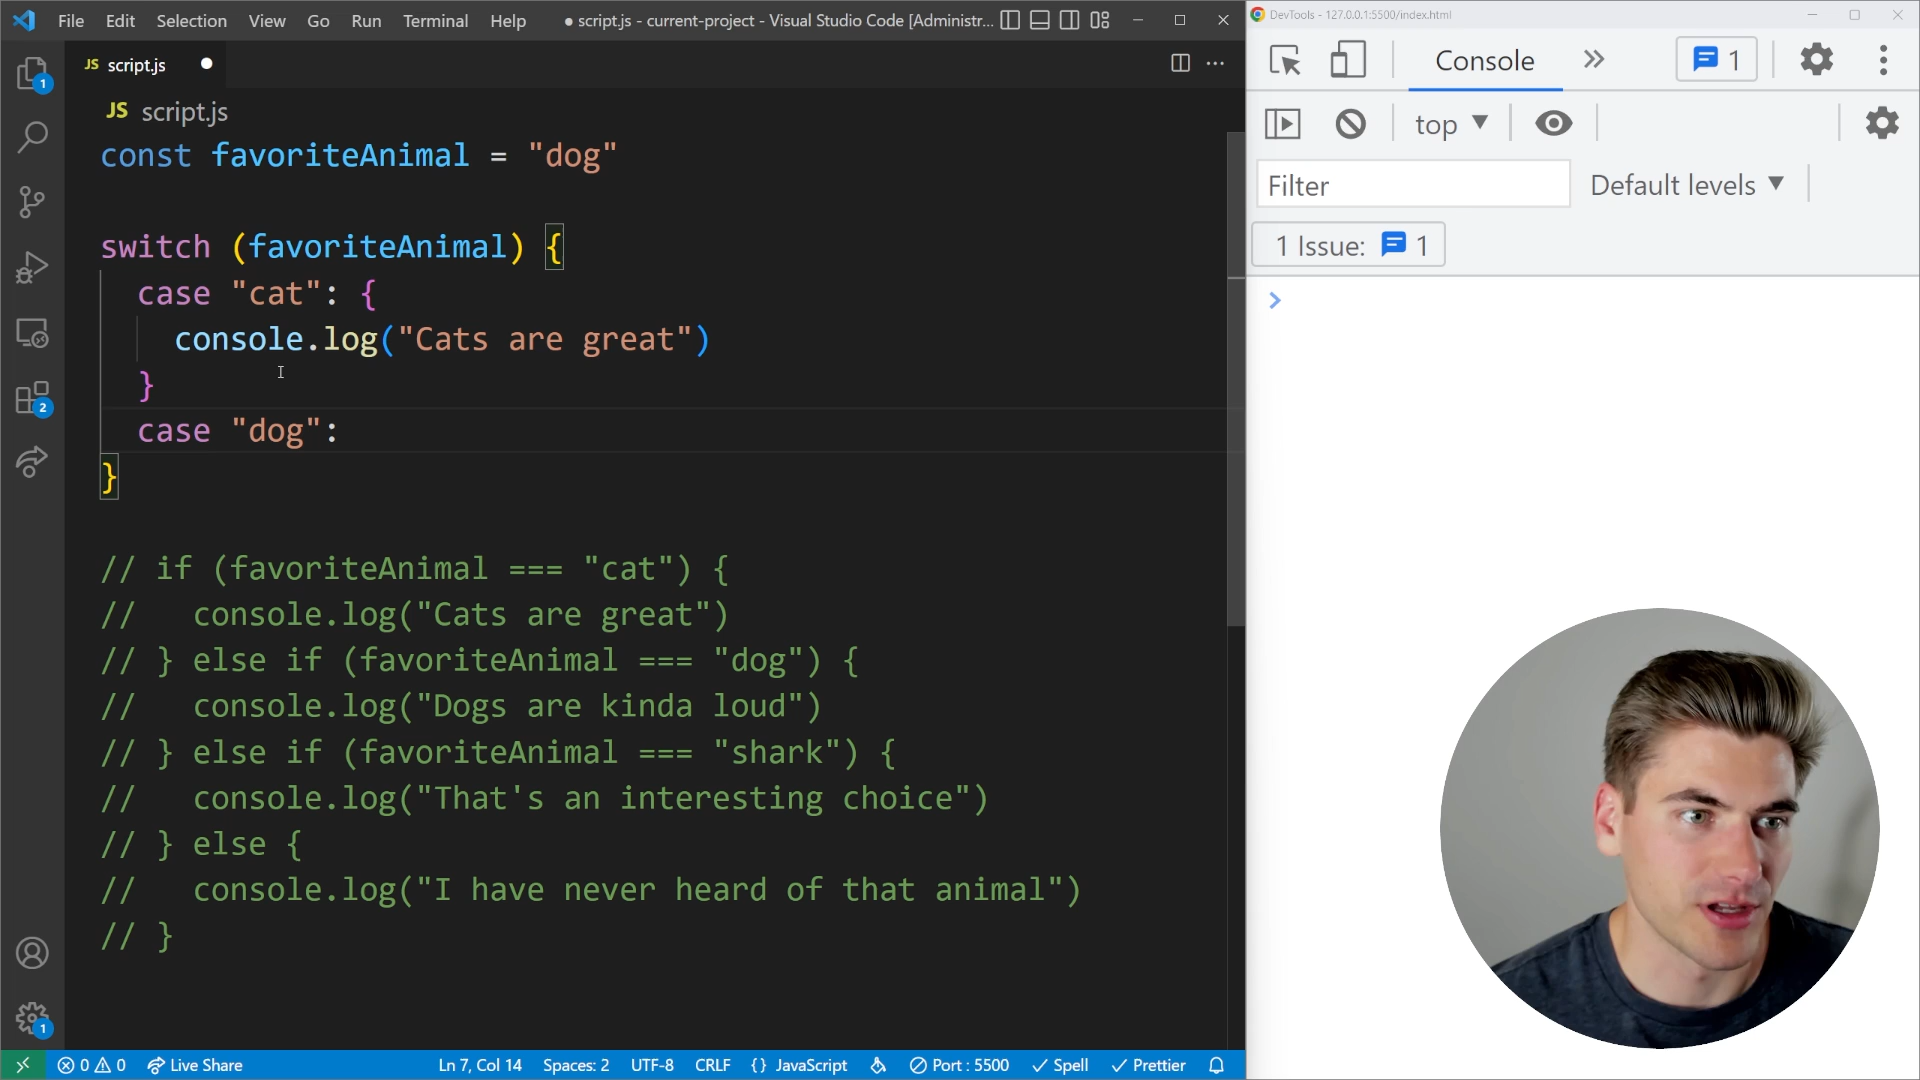 File Edit Selection View Go Run Terminal Help ● script.js - current-project - Visual Studio Code [Administr...
JS script.js ●
JS script.js
const favoriteAnimal = "dog"
switch (favoriteAnimal) {
case "cat": {
console.log("Cats are great")
}
case "dog":
}
// if (favoriteAnimal === "cat") {
//   console.log("Cats are great")
// } else if (favoriteAnimal === "dog") {
//   console.log("Dogs are kinda loud")
// } else if (favoriteAnimal === "shark") {
//   console.log("That's an interesting choice")
// } else {
//   console.log("I have never heard of that animal")
// }
1
2
1
0 0 Live Share Ln 7, Col 14 Spaces: 2 UTF-8 CRLF {} JavaScript Port : 5500 Spell Prettier
DevTools - 127.0.0.1:5500/index.html
Console 1
top
Filter Default levels
1 Issue: 1